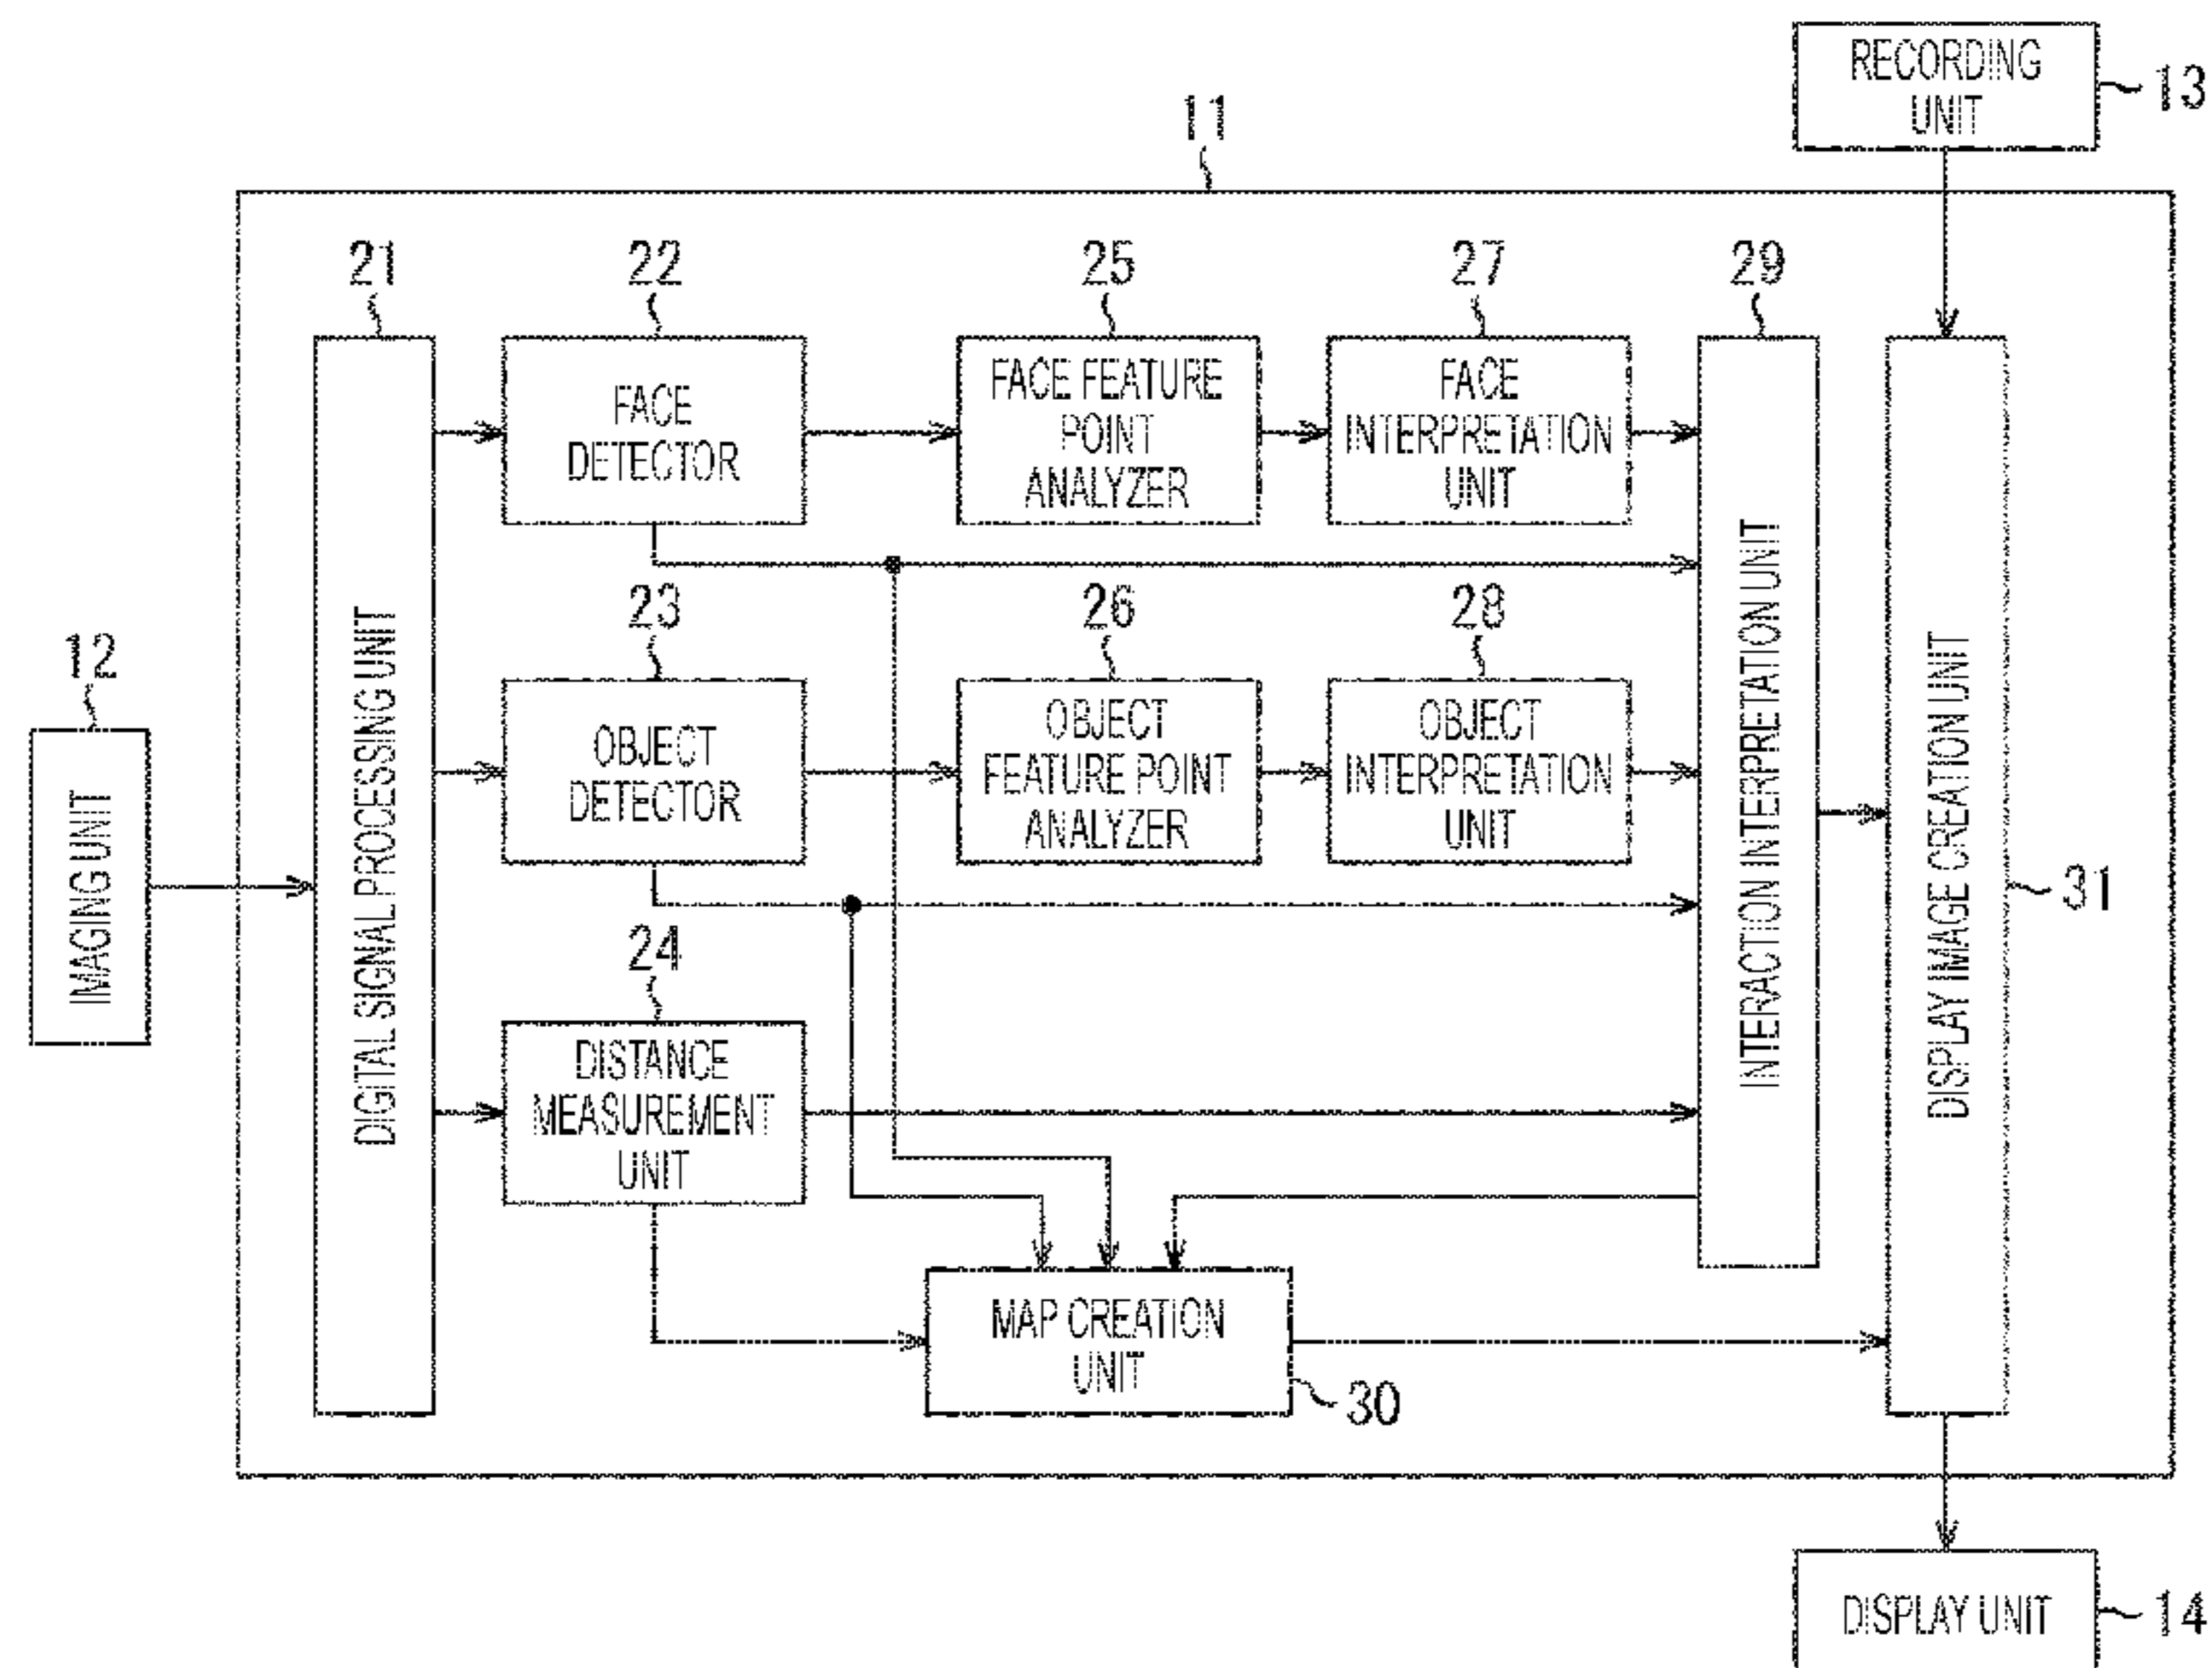 RECORDING
UNIT
13
11
21
22
25
27
29
FACE
DETECTOR
FACE FEATURE
POINT
ANALYZER
FACE
INTERPRETATION
UNIT
12
IMAGING UNIT
DIGITAL SIGNAL PROCESSING UNIT
23
26
28
OBJECT
DETECTOR
OBJECT
FEATURE POINT
ANALYZER
OBJECT
INTERPRETATION
UNIT
INTERACTION INTERPRETATION UNIT
DISPLAY IMAGE CREATION UNIT
31
24
DISTANCE
MEASUREMENT
UNIT
MAP CREATION
UNIT
30
DISPLAY UNIT
14